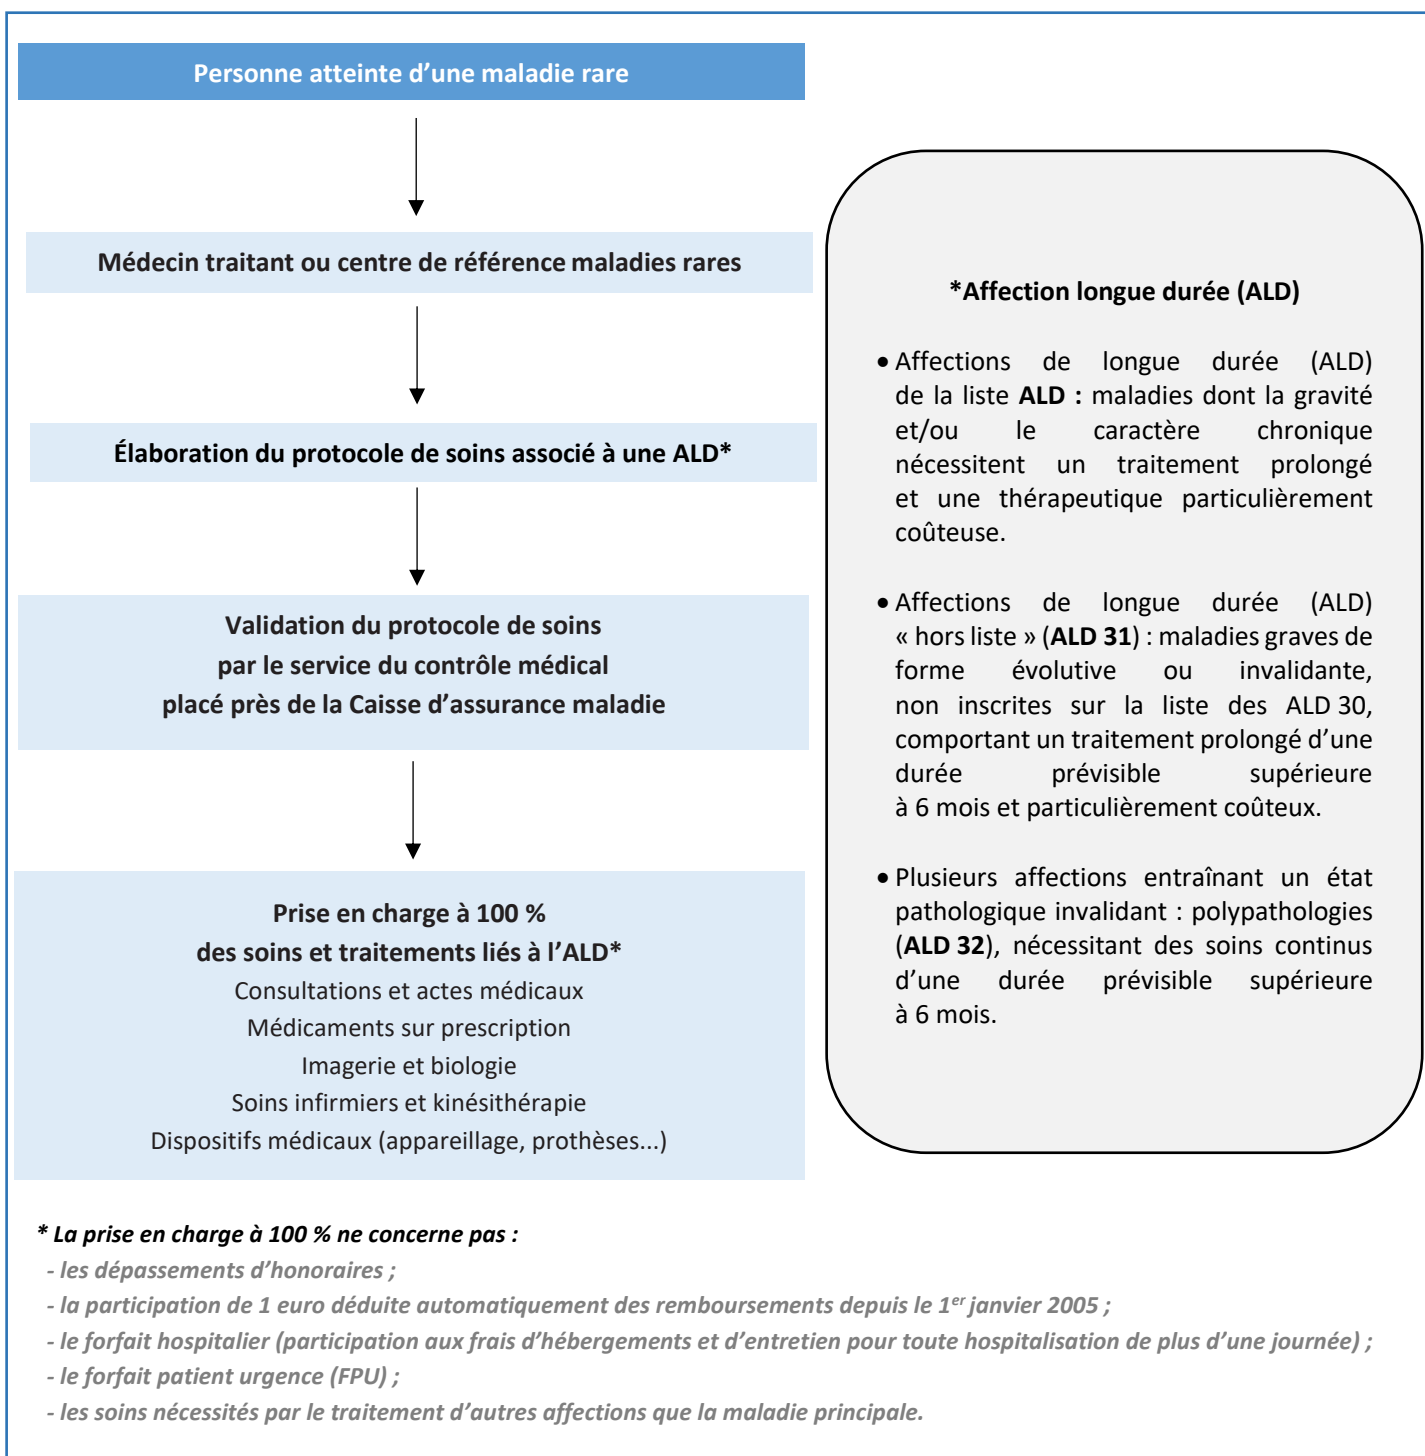 Personne atteinte d’une maladie rare
Médecin traitant ou centre de référence maladies rares
Élaboration du protocole de soins associé à une ALD*
Validation du protocole de soins
par le service du contrôle médical
placé près de la Caisse d’assurance maladie
Prise en charge à 100 %
des soins et traitements liés à l’ALD*
Consultations et actes médicaux
Médicaments sur prescription
Imagerie et biologie
Soins infirmiers et kinésithérapie
Dispositifs médicaux (appareillage, prothèses...)
*Affection longue durée (ALD)
• Affections de longue durée (ALD)
de la liste ALD : maladies dont la gravité
et/ou le caractère chronique
nécessitent un traitement prolongé
et une thérapeutique particulièrement
coûteuse.
• Affections de longue durée (ALD)
« hors liste » (ALD 31) : maladies graves de
forme évolutive ou invalidante,
non inscrites sur la liste des ALD 30,
comportant un traitement prolongé d’une
durée prévisible supérieure
à 6 mois et particulièrement coûteux.
• Plusieurs affections entraînant un état
pathologique invalidant : polypathologies
(ALD 32), nécessitant des soins continus
d’une durée prévisible supérieure
à 6 mois.
* La prise en charge à 100 % ne concerne pas :
- les dépassements d’honoraires ;
- la participation de 1 euro déduite automatiquement des remboursements depuis le 1er janvier 2005 ;
- le forfait hospitalier (participation aux frais d’hébergements et d’entretien pour toute hospitalisation de plus d’une journée) ;
- le forfait patient urgence (FPU) ;
- les soins nécessités par le traitement d’autres affections que la maladie principale.